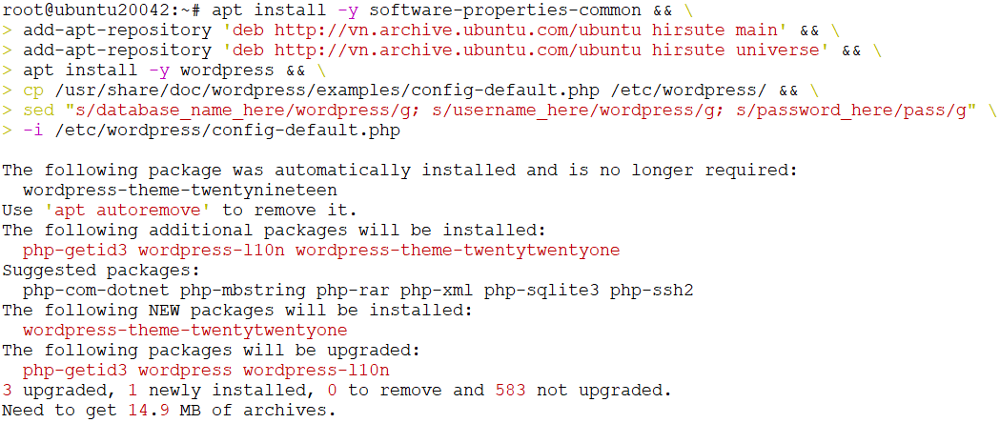 root@ubuntu20042:~# apt install -y software-properties-common && \
> add-apt-repository 'deb http://vn.archive.ubuntu.com/ubuntu hirsute main' && \
> add-apt-repository 'deb http://vn.archive.ubuntu.com/ubuntu hirsute universe' && \
> apt install -y wordpress && \
> cp /usr/share/doc/wordpress/examples/config-default.php /etc/wordpress/ && \
> sed "s/database_name_here/wordpress/g; s/username_here/wordpress/g; s/password_here/pass/g" \
> -i /etc/wordpress/config-default.php
The following package was automatically installed and is no longer required:
wordpress-theme-twentynineteen
Use 'apt autoremove' to remove it.
The following additional packages will be installed:
php-getid3 wordpress-l10n wordpress-theme-twentytwentyone
Suggested packages:
php-com-dotnet php-mbstring php-rar php-xml php-sqlite3 php-ssh2
The following NEW packages will be installed:
wordpress-theme-twentytwentyone
The following packages will be upgraded:
php-getid3 wordpress wordpress-l10n
3 upgraded, 1 newly installed, 0 to remove and 583 not upgraded.
Need to get 14.9 MB of archives.